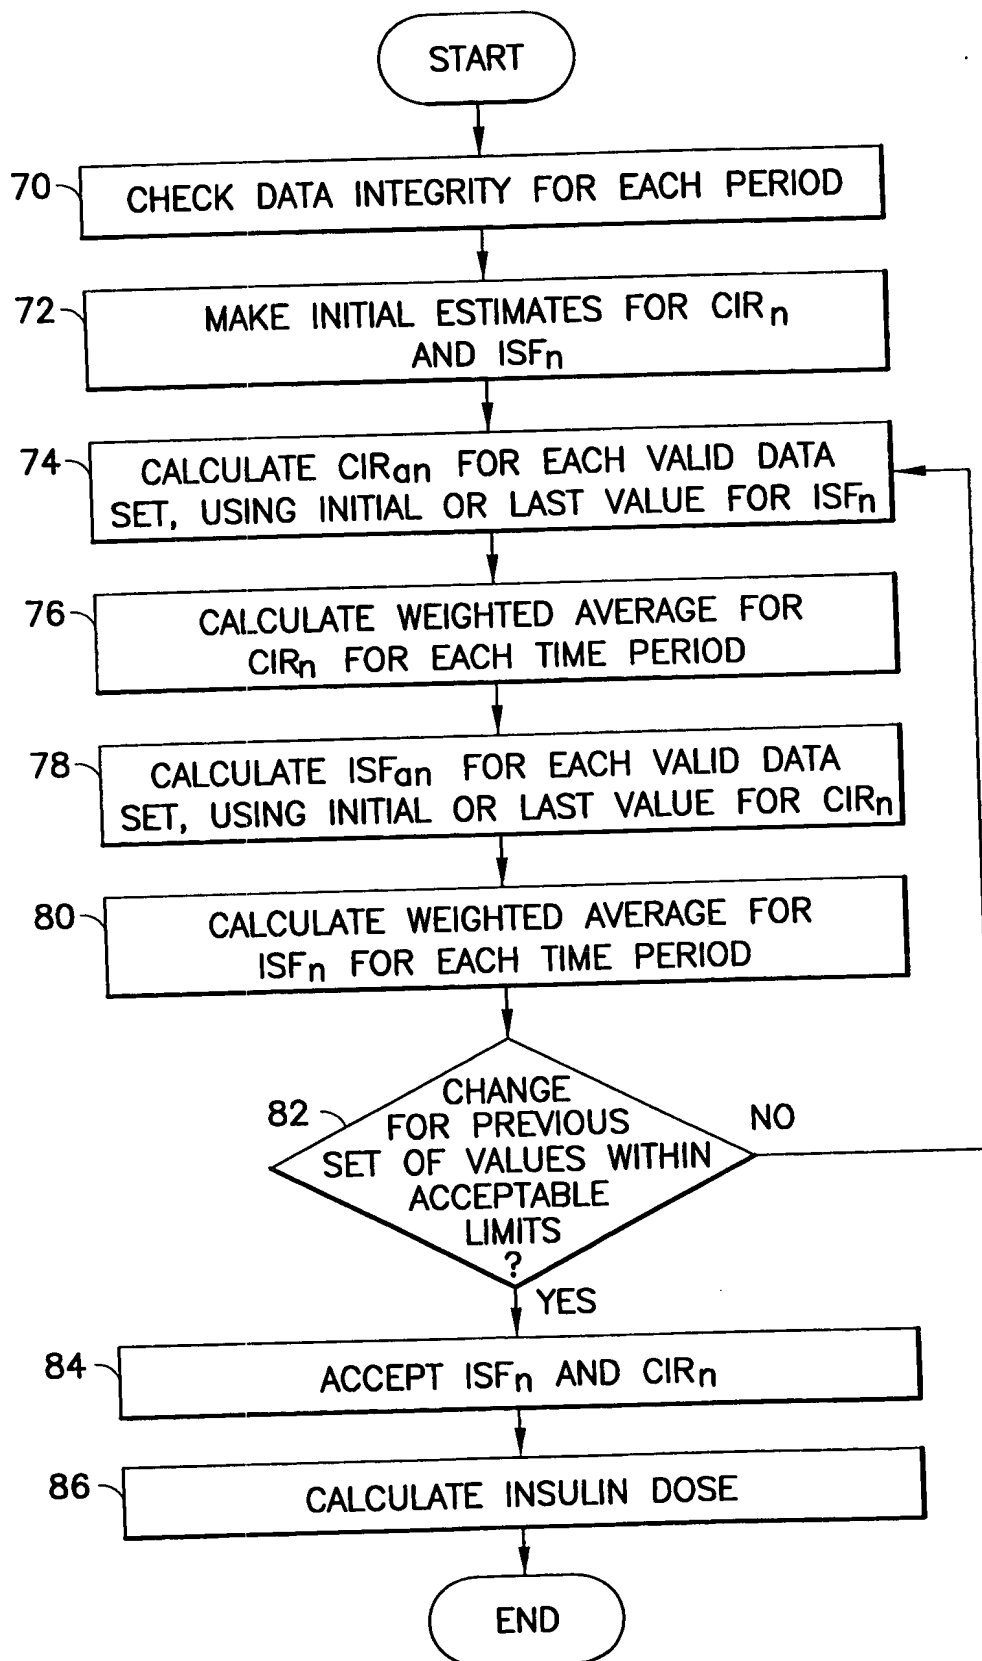 START
70
CHECK DATA INTEGRITY FOR EACH PERIOD
72
MAKE INITIAL ESTIMATES FOR CIRn
AND ISFn
74
CALCULATE CIRan FOR EACH VALID DATA
SET, USING INITIAL OR LAST VALUE FOR ISFn
76
CALCULATE WEIGHTED AVERAGE FOR
CIRn FOR EACH TIME PERIOD
78
CALCULATE ISFan FOR EACH VALID DATA
SET, USING INITIAL OR LAST VALUE FOR CIRn
80
CALCULATE WEIGHTED AVERAGE FOR
ISFn FOR EACH TIME PERIOD
82
CHANGE
FOR PREVIOUS
SET OF VALUES WITHIN
ACCEPTABLE
LIMITS
?
NO
YES
84
ACCEPT ISFn AND CIRn
86
CALCULATE INSULIN DOSE
END